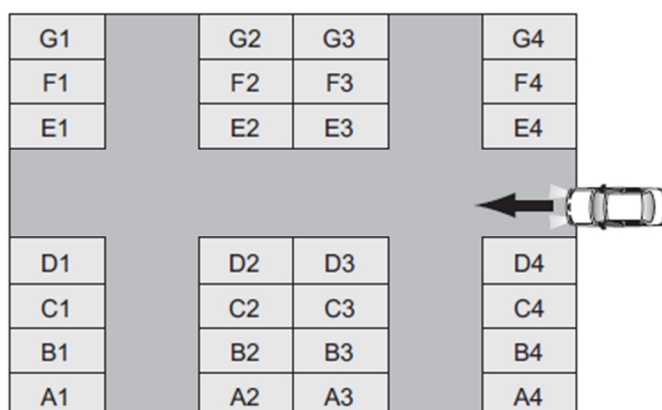 G1 G2 G3 G4
F1 F2 F3 F4
E1 E2 E3 E4
D1 D2 D3 D4
C1 C2 C3 C4
B1 B2 B3 B4
A1 A2 A3 A4